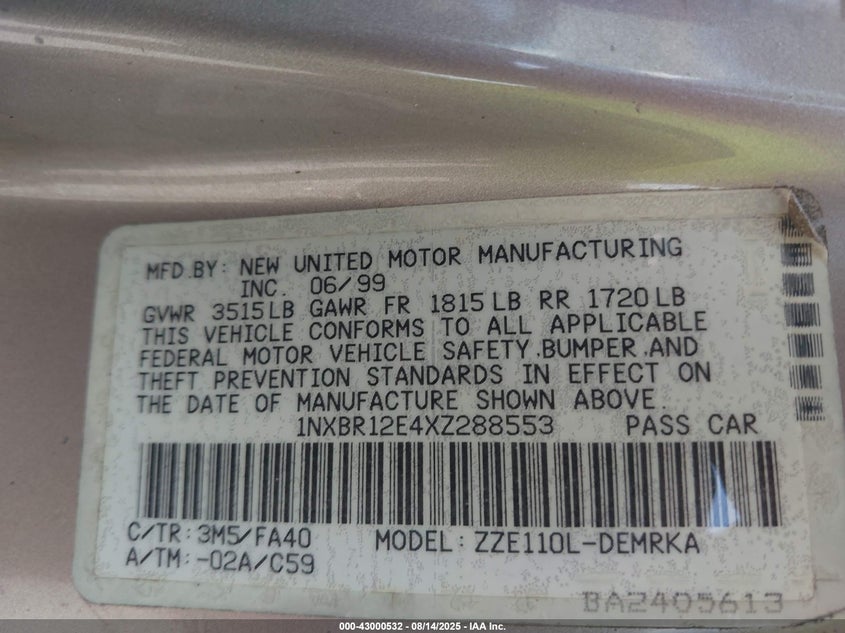 MFD.BY: NEW UNITED MOTOR MANUFACTURING
INC. 06/99
GVWR 3515LB GAWR FR 1815LB RR 1720LB
THIS VEHICLE CONFORMS TO ALL APPLICABLE
FEDERAL MOTOR VEHICLE SAFETY,BUMPER,AND
THEFT PREVENTION STANDARDS IN EFFECT ON
THE DATE OF MANUFACTURE SHOWN ABOVE.
1NXBR12E4XZ288553 PASS CAR
C/TR:3M5/FA40 MODEL:ZZE110L-DEMRKA
A/TM:-02A/C59
BA2405613
000-43000532 - 08/14/2025 - IAA Inc.